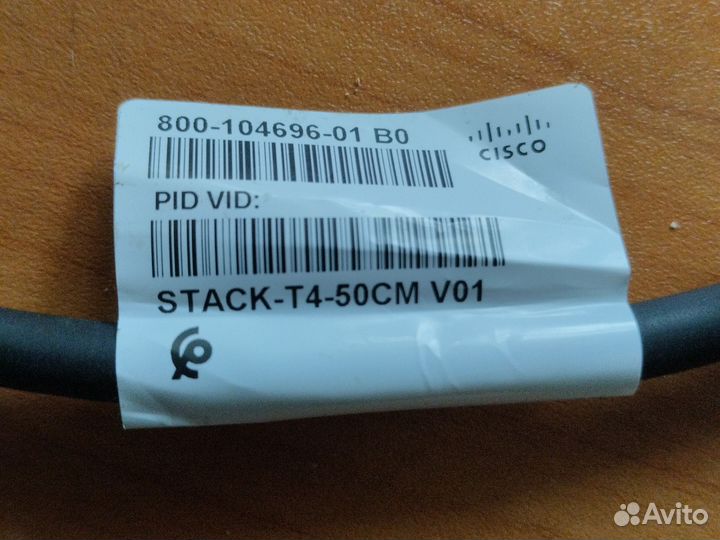 800-104696-01 B0
CISCO
PID VID:
STACK-T4-50CM V01
Avito